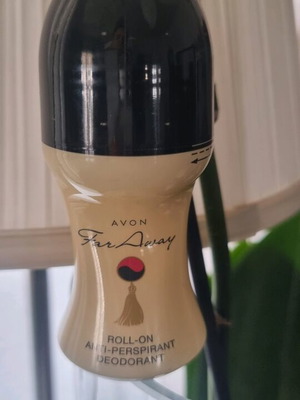 AVON
Far Away
ROLL-ON
ANTI-PERSPIRANT
DEODORANT